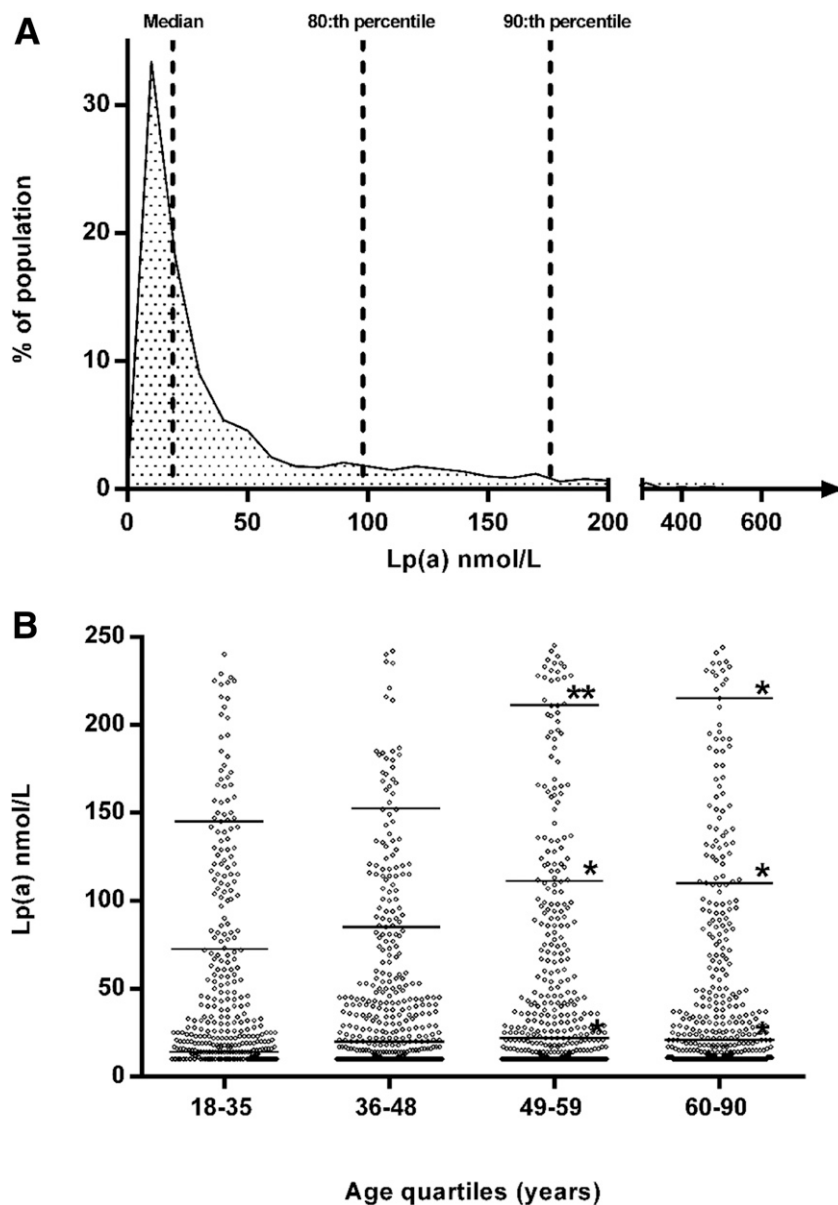 A
Median 80:th percentile 90:th percentile
30
20
10
0
% of population
0 50 100 150 200 400 600
Lp(a) nmol/L
B
250
200
150
100
50
0
Lp(a) nmol/L
** *
* *
* *
18-35 36-48 49-59 60-90
Age quartiles (years)